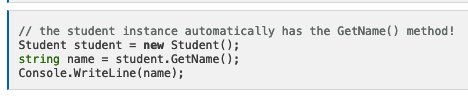 // the student instance automatically has the GetName() method!
Student student = new Student();
string name = student.GetName();
Console.WriteLine(name);